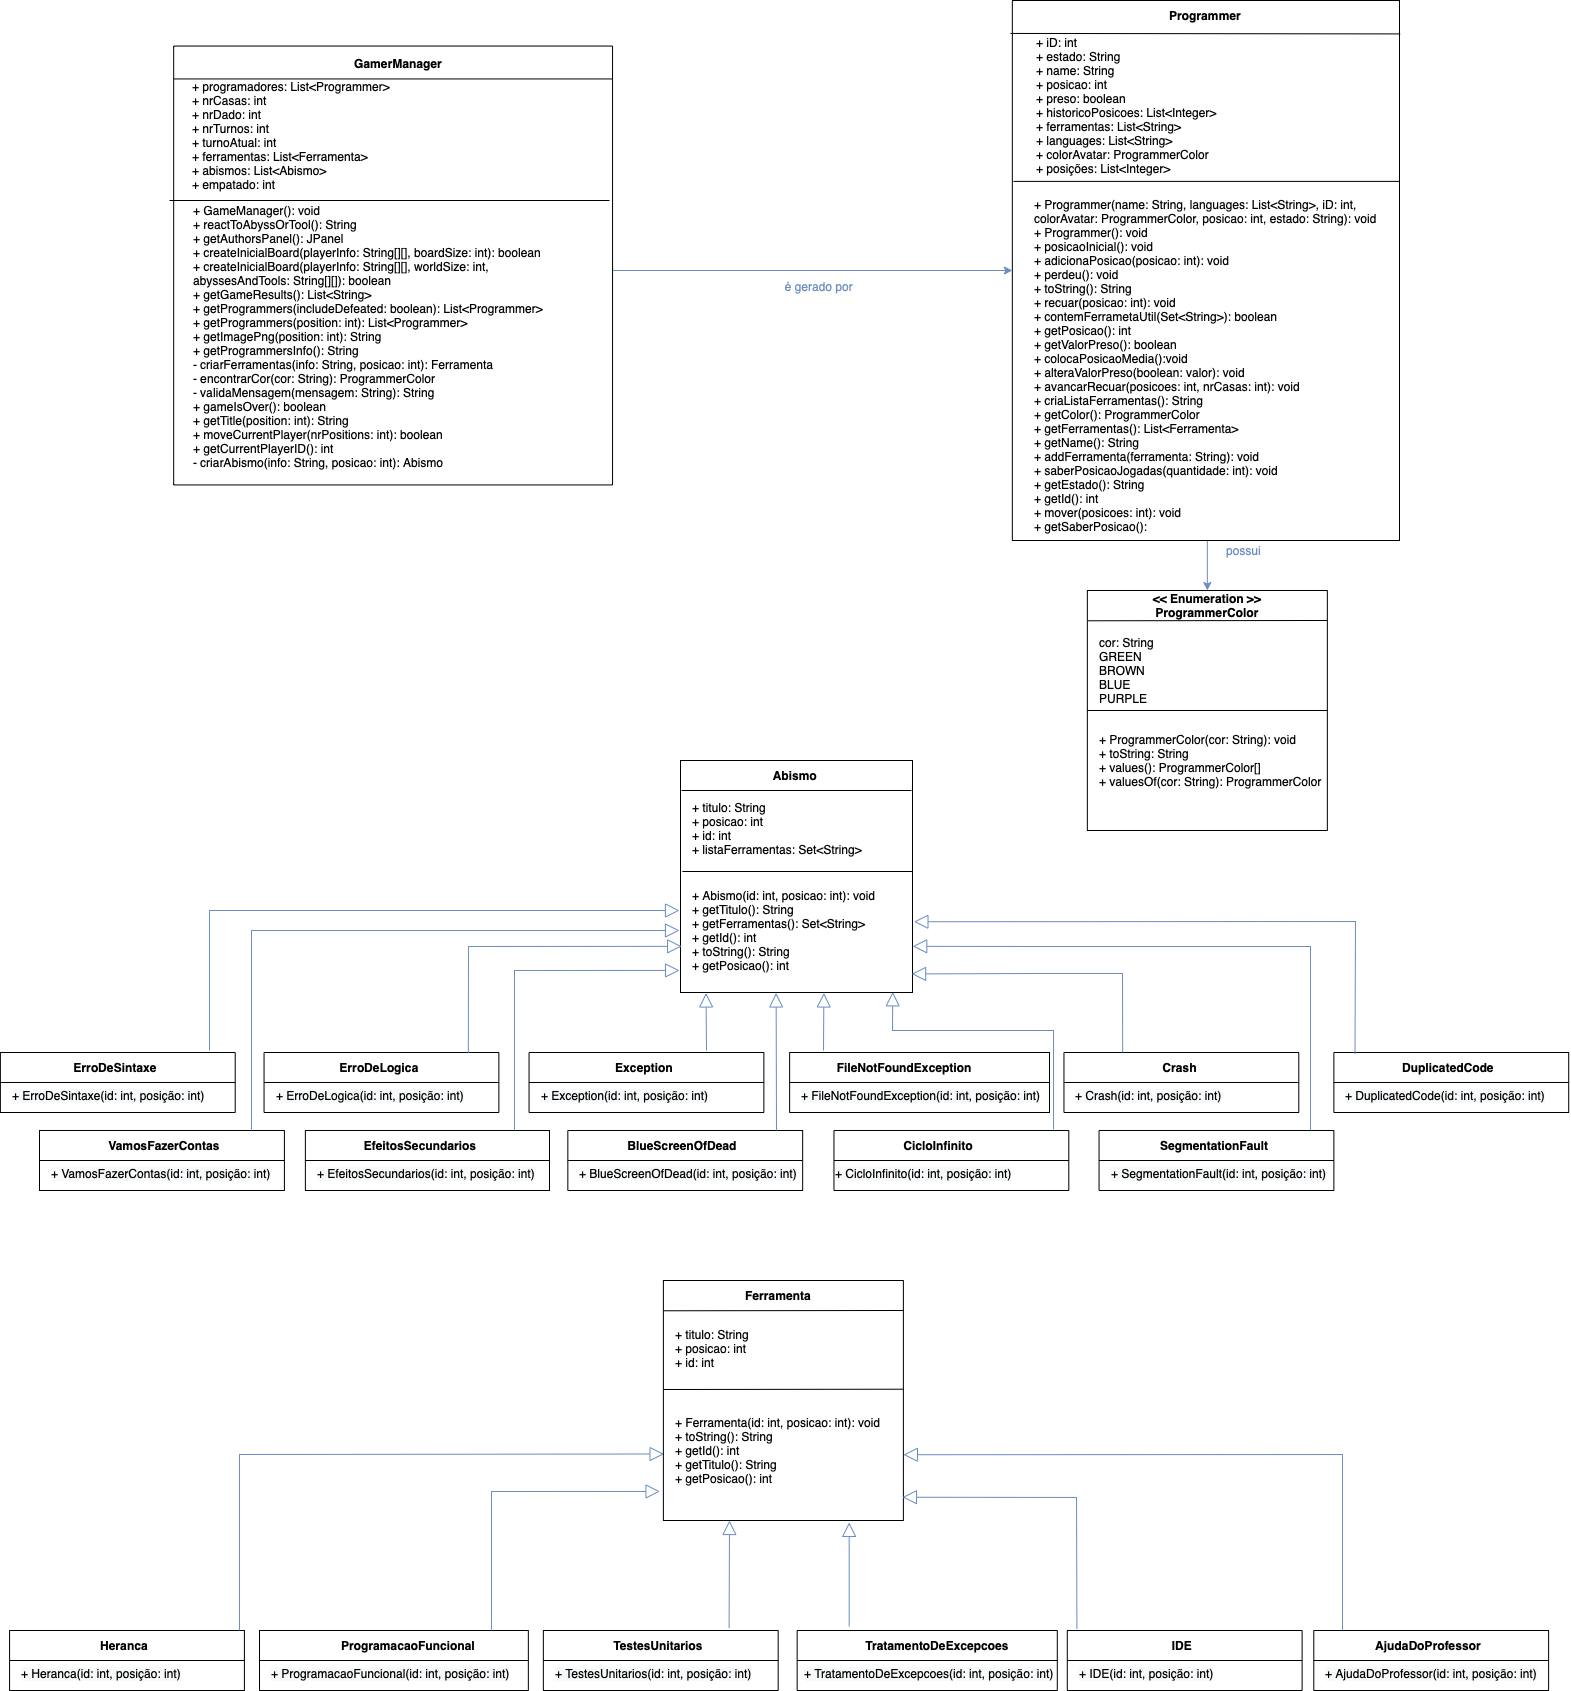 Programmer
+ iD: int
+ estado: String
+ name: String
+ posicao: int
+ preso: boolean
+ historicoPosicoes: List<Integer>
+ ferramentas: List<String>
+ languages: List<String>
+ colorAvatar: ProgrammerColor
+ posições: List<Integer>
+ Programmer(name: String, languages: List<String>, iD: int,
colorAvatar: ProgrammerColor, posicao: int, estado: String): void
+ Programmer(): void
+ posicaoInicial(): void
+ adicionaPosicao(posicao: int): void
+ perdeu(): void
+ toString(): String
+ recuar(posicao: int): void
+ contemFerrametaUtil(Set<String>): boolean
+ getPosicao(): int
+ getValorPreso(): boolean
+ colocaPosicaoMedia():void
+ alteraValorPreso(boolean: valor): void
+ avancarRecuar(posicoes: int, nrCasas: int): void
+ criaListaFerramentas(): String
+ getColor(): ProgrammerColor
+ getFerramentas(): List<Ferramenta>
+ getName(): String
+ addFerramenta(ferramenta: String): void
+ saberPosicaoJogadas(quantidade: int): void
+ getEstado(): String
+ getId(): int
+ mover(posicoes: int): void
+ getSaberPosicao():
GamerManager
+ programadores: List<Programmer>
+ nrCasas: int
+ nrDado: int
+ nrTurnos: int
+ turnoAtual: int
+ ferramentas: List<Ferramenta>
+ abismos: List<Abismo>
+ empatado: int
+ GameManager(): void
+ reactToAbyssOrTool(): String
+ getAuthorsPanel(): JPanel
+ createInicialBoard(playerInfo: String[][], boardSize: int): boolean
+ createInicialBoard(playerInfo: String[][], worldSize: int,
abyssesAndTools: String[][]): boolean
+ getGameResults(): List<String>
+ getProgrammers(includeDefeated: boolean): List<Programmer>
+ getProgrammers(position: int): List<Programmer>
+ getImagePng(position: int): String
+ getProgrammersInfo(): String
- criarFerramentas(info: String, posicao: int): Ferramenta
- encontrarCor(cor: String): ProgrammerColor
- validaMensagem(mensagem: String): String
+ gameIsOver(): boolean
+ getTitle(position: int): String
+ moveCurrentPlayer(nrPositions: int): boolean
+ getCurrentPlayerID(): int
- criarAbismo(info: String, posicao: int): Abismo
é gerado por
possui
<< Enumeration >>
ProgrammerColor
cor: String
GREEN
BROWN
BLUE
PURPLE
+ ProgrammerColor(cor: String): void
+ toString: String
+ values(): ProgrammerColor[]
+ valuesOf(cor: String): ProgrammerColor
Abismo
+ titulo: String
+ posicao: int
+ id: int
+ listaFerramentas: Set<String>
+ Abismo(id: int, posicao: int): void
+ getTitulo(): String
+ getFerramentas(): Set<String>
+ getId(): int
+ toString(): String
+ getPosicao(): int
ErroDeSintaxe
+ ErroDeSintaxe(id: int, posição: int)
ErroDeLogica
+ ErroDeLogica(id: int, posição: int)
Exception
+ Exception(id: int, posição: int)
FileNotFoundException
+ FileNotFoundException(id: int, posição: int)
Crash
+ Crash(id: int, posição: int)
DuplicatedCode
+ DuplicatedCode(id: int, posição: int)
VamosFazerContas
+ VamosFazerContas(id: int, posição: int)
EfeitosSecundarios
+ EfeitosSecundarios(id: int, posição: int)
BlueScreenOfDead
+ BlueScreenOfDead(id: int, posição: int)
CicloInfinito
+ CicloInfinito(id: int, posição: int)
SegmentationFault
+ SegmentationFault(id: int, posição: int)
Ferramenta
+ titulo: String
+ posicao: int
+ id: int
+ Ferramenta(id: int, posicao: int): void
+ toString(): String
+ getId(): int
+ getTitulo(): String
+ getPosicao(): int
Heranca
+ Heranca(id: int, posição: int)
ProgramacaoFuncional
+ ProgramacaoFuncional(id: int, posição: int)
TestesUnitarios
+ TestesUnitarios(id: int, posição: int)
TratamentoDeExcepcoes
+ TratamentoDeExcepcoes(id: int, posição: int)
IDE
+ IDE(id: int, posição: int)
AjudaDoProfessor
+ AjudaDoProfessor(id: int, posição: int)